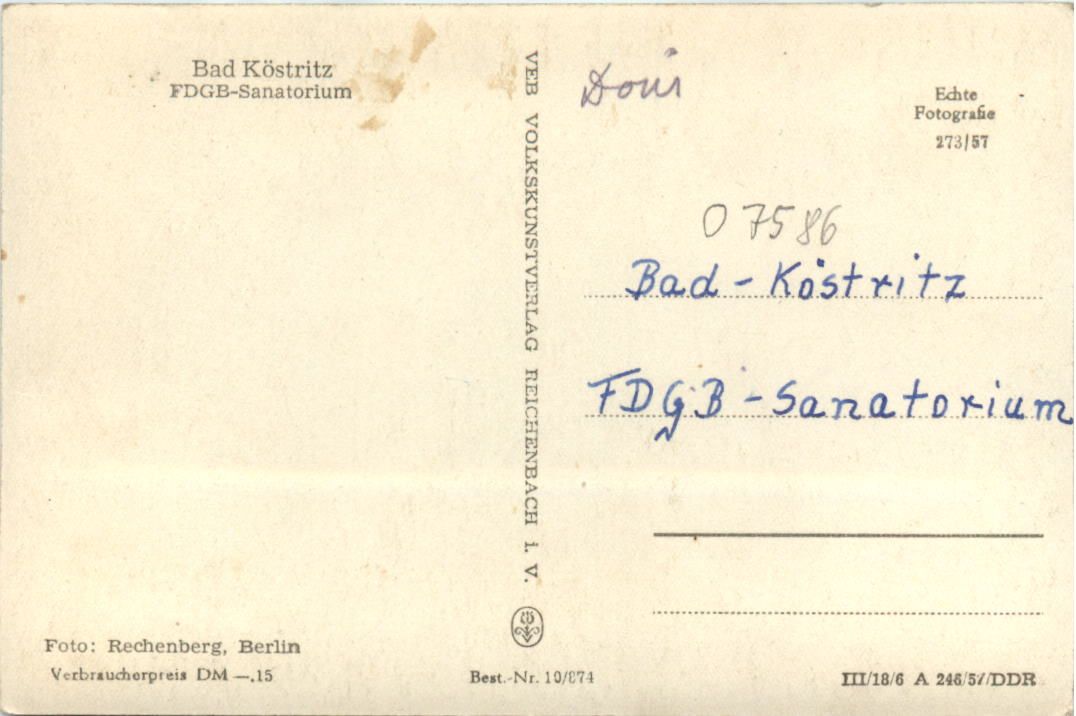 Bad Köstritz
FDGB-Sanatorium
VEB VOLKSKUNSTVERLAG REICHENBACH i. V.
Echte
Fotografie
273/57
O 7586
Bad - Köstritz
FDGB - Sanatorium
Foto: Rechenberg, Berlin
Verbraucherpreis DM —.15
Best.-Nr. 10/874
III/18/6 A 246/57/DDR